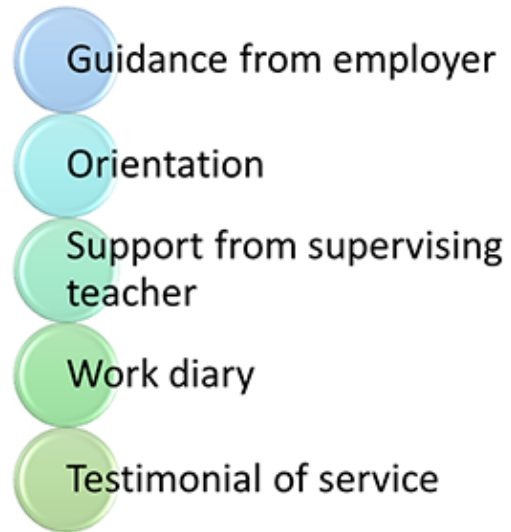 Guidance from employer
Orientation
Support from supervising
teacher
Work diary
Testimonial of service